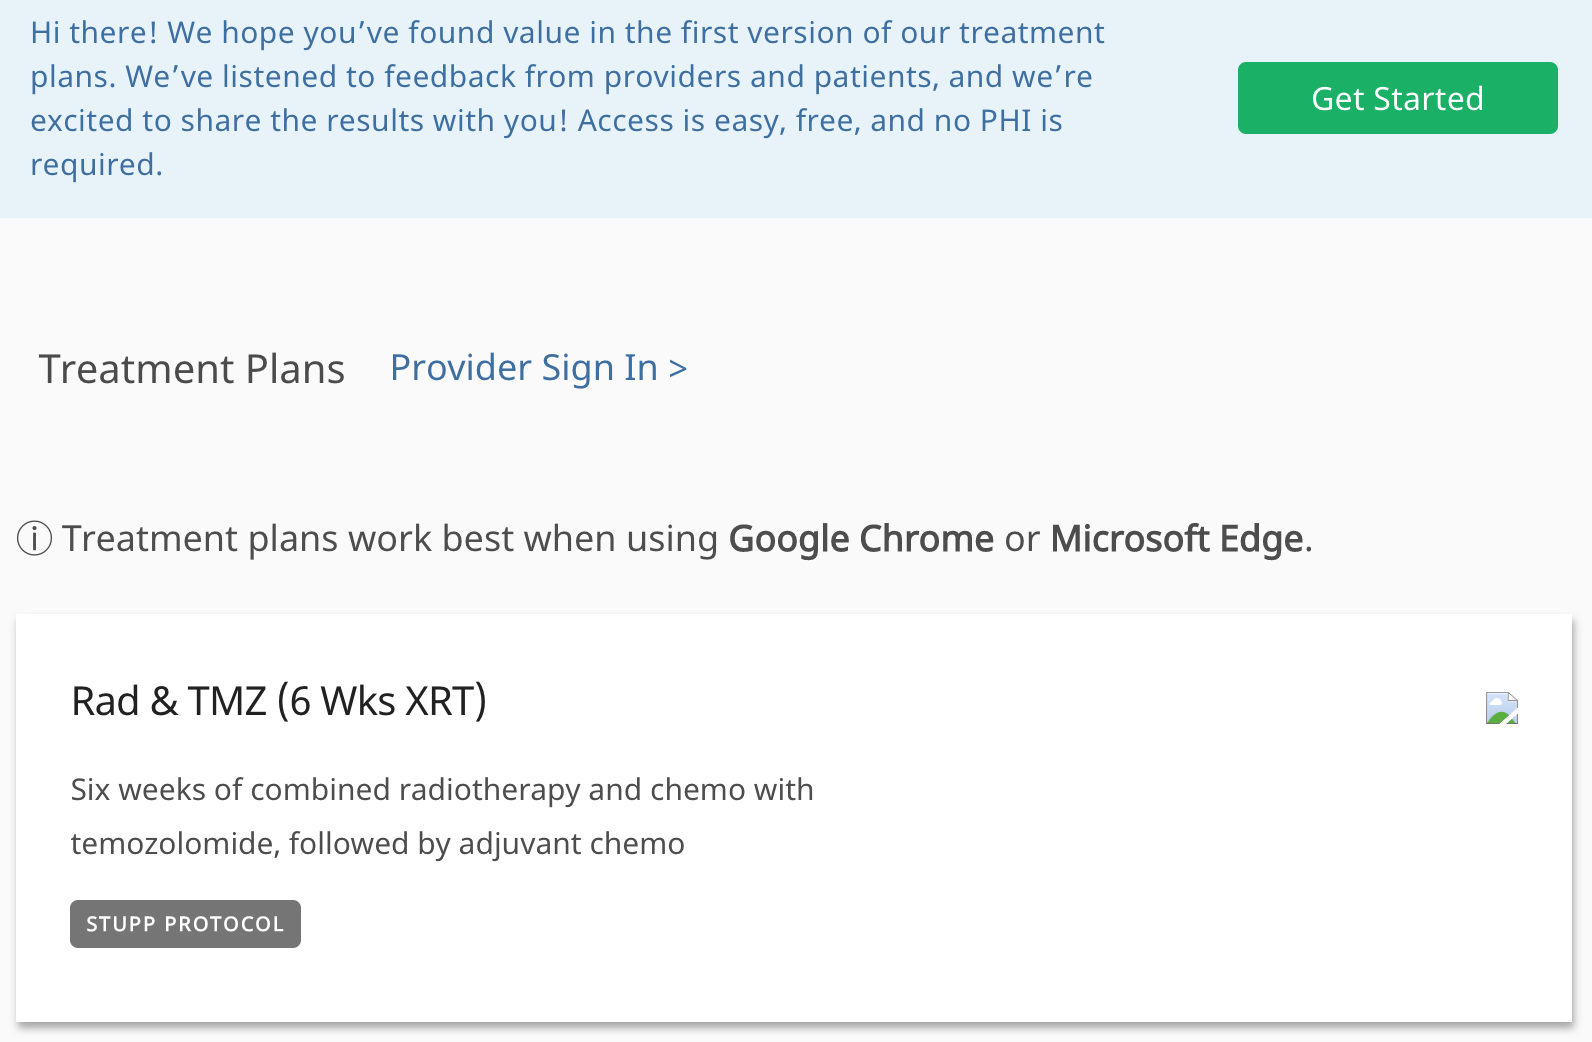 Hi there! We hope you’ve found value in the first version of our treatment
plans. We’ve listened to feedback from providers and patients, and we’re
excited to share the results with you! Access is easy, free, and no PHI is
required.
Get Started
Treatment Plans
Provider Sign In >
ⓘ Treatment plans work best when using Google Chrome or Microsoft Edge.
Rad & TMZ (6 Wks XRT)
Six weeks of combined radiotherapy and chemo with
temozolomide, followed by adjuvant chemo
STUPP PROTOCOL